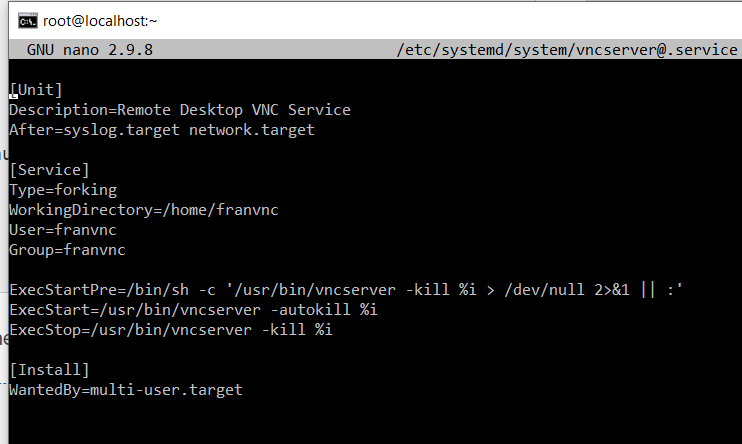 root@localhost:~
GNU nano 2.9.8 /etc/systemd/system/vncserver@.service
[Unit]
Description=Remote Desktop VNC Service
After=syslog.target network.target
[Service]
Type=forking
WorkingDirectory=/home/franvnc
User=franvnc
Group=franvnc
ExecStartPre=/bin/sh -c '/usr/bin/vncserver -kill %i > /dev/null 2>&1 || :'
ExecStart=/usr/bin/vncserver -autokill %i
ExecStop=/usr/bin/vncserver -kill %i
[Install]
WantedBy=multi-user.target